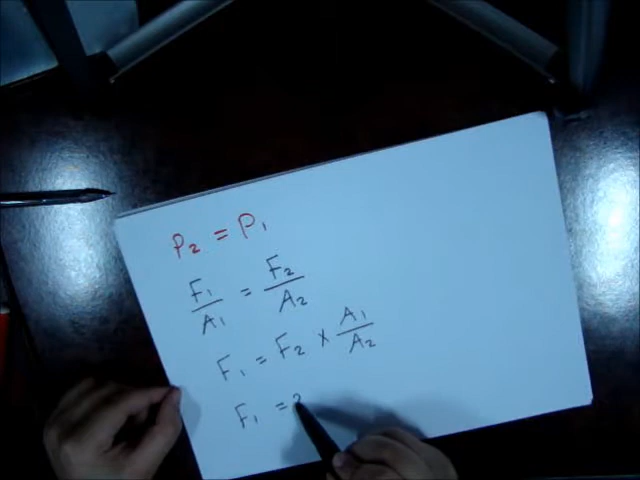 P₂ = P₁
F₁/A₁ = F₂/A₂
F₁ = F₂ × A₁/A₂
F₁ =